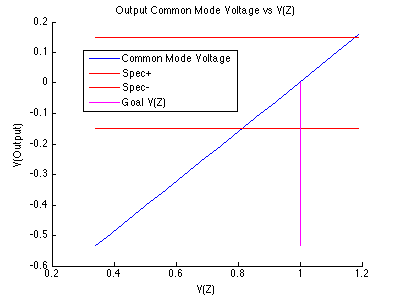 Output Common Mode Voltage vs V(Z)
0.2
0.1
0
-0.1
-0.2
-0.3
-0.4
-0.5
-0.6
V(Output)
Common Mode Voltage
Spec+
Spec-
Goal V(Z)
0.2
0.4
0.6
0.8
1
1.2
V(Z)